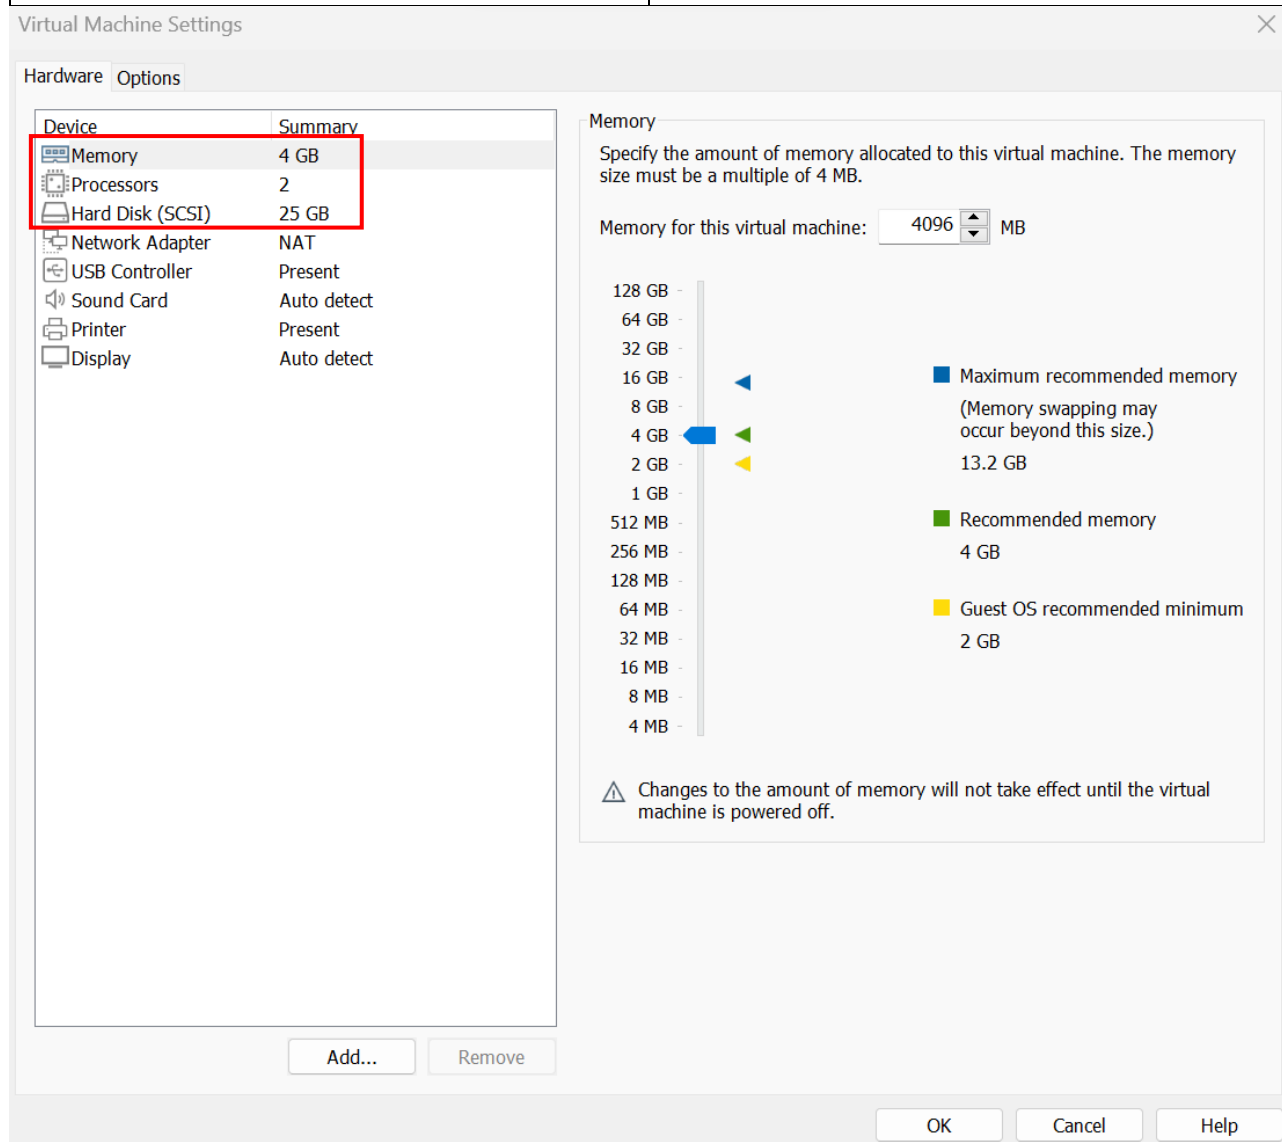 Virtual Machine Settings
Hardware Options
Device Summary
Memory 4 GB
Processors 2
Hard Disk (SCSI) 25 GB
Network Adapter NAT
USB Controller Present
Sound Card Auto detect
Printer Present
Display Auto detect
Add... Remove
Memory
Specify the amount of memory allocated to this virtual machine. The memory
size must be a multiple of 4 MB.
Memory for this virtual machine: 4096 MB
128 GB
64 GB
32 GB
16 GB
8 GB
4 GB
2 GB
1 GB
512 MB
256 MB
128 MB
64 MB
32 MB
16 MB
8 MB
4 MB
Maximum recommended memory
(Memory swapping may
occur beyond this size.)
13.2 GB
Recommended memory
4 GB
Guest OS recommended minimum
2 GB
Changes to the amount of memory will not take effect until the virtual
machine is powered off.
OK Cancel Help